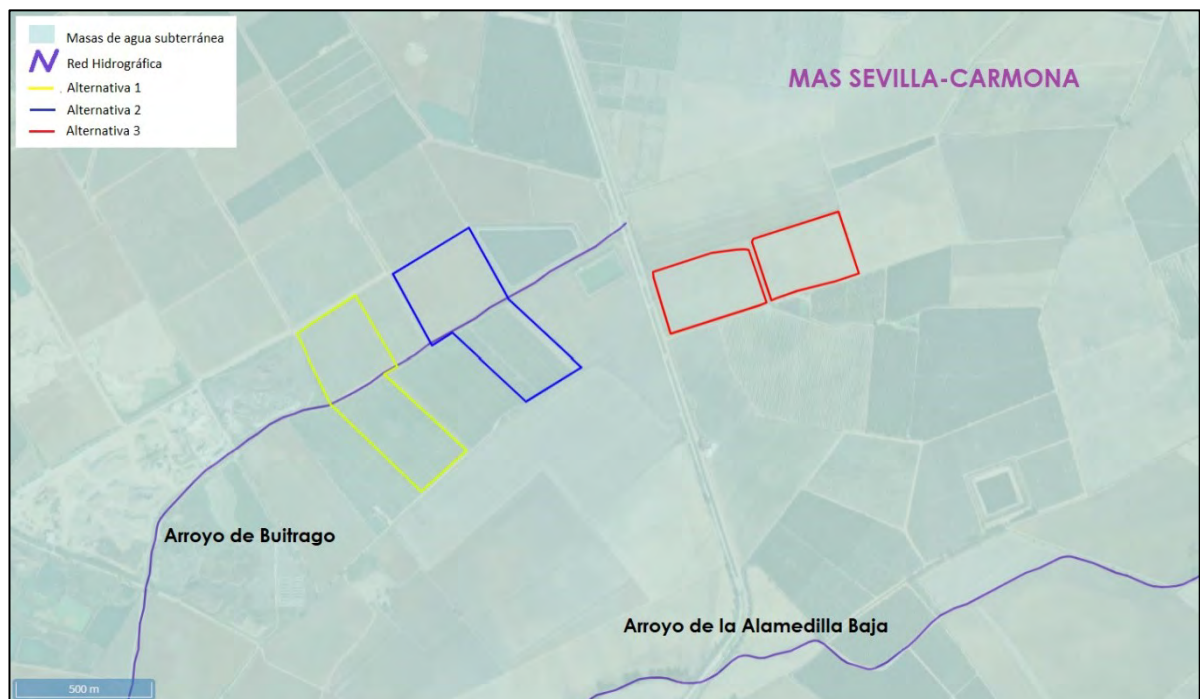 Masas de agua subterránea
Red Hidrográfica
Alternativa 1
Alternativa 2
Alternativa 3
MAS SEVILLA-CARMONA
Arroyo de Buitrago
Arroyo de la Alamedilla Baja
500 m